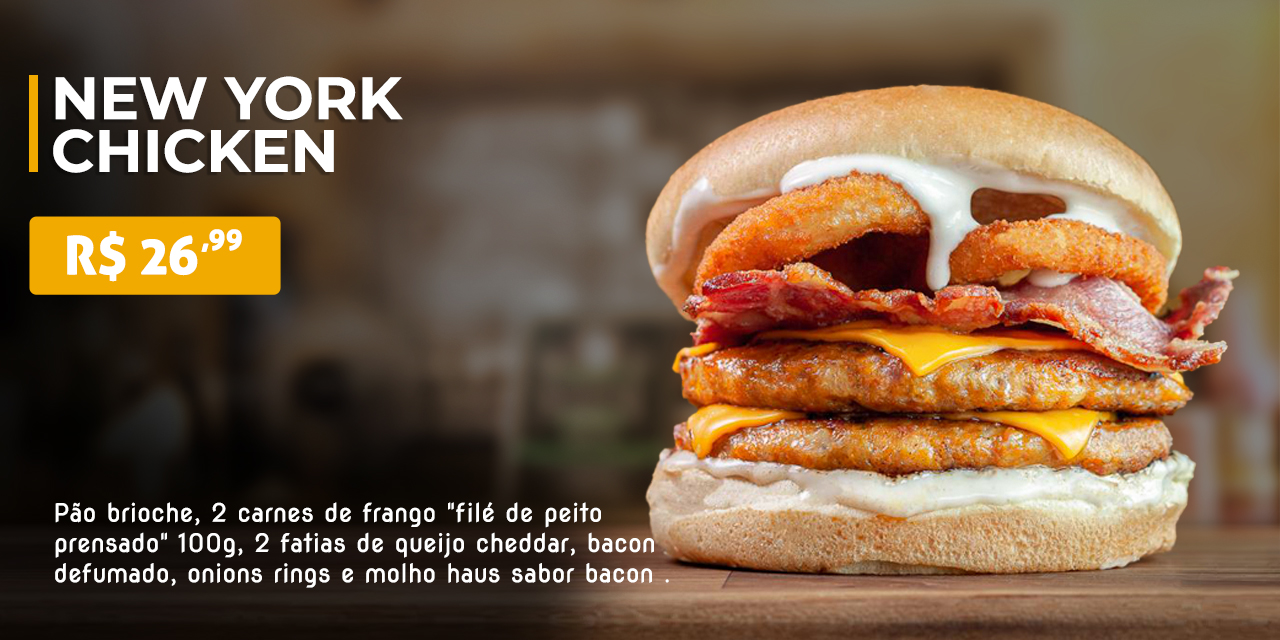 NEW YORK
CHICKEN
R$ 26,99
Pão brioche, 2 carnes de frango "filé de peito
prensado" 100g, 2 fatias de queijo cheddar, bacon
defumado, onions rings e molho haus sabor bacon .